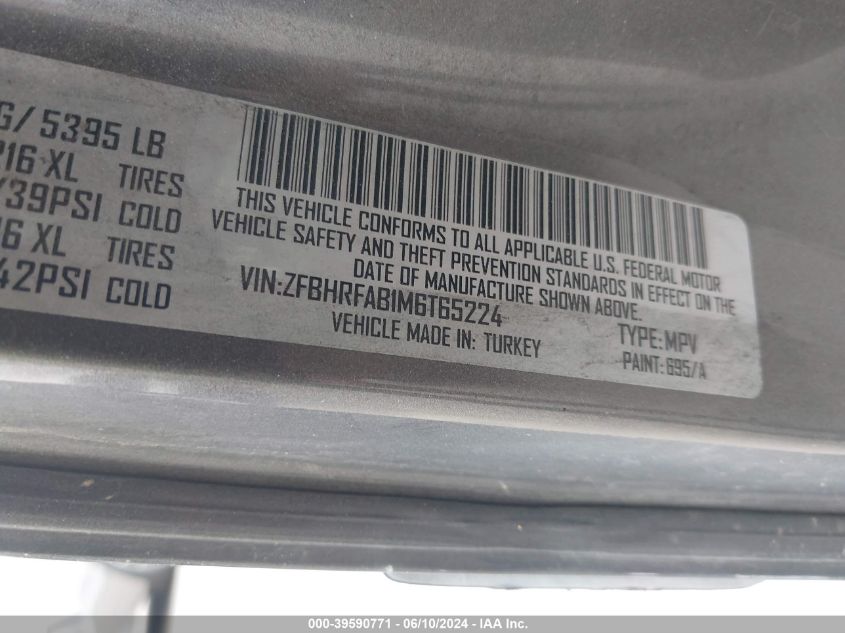 G/ 5395 LB
16 XL TIRES
/39PSI COLD
16 XL TIRES
42PSI COLD
THIS VEHICLE CONFORMS TO ALL APPLICABLE U.S. FEDERAL MOTOR
VEHICLE SAFETY AND THEFT PREVENTION STANDARDS IN EFFECT ON THE
DATE OF MANUFACTURE SHOWN ABOVE.
VIN:ZFBHRFAB1M6T65224
TYPE:MPV
VEHICLE MADE IN: TURKEY
PAINT: 695/A
000-39590771 - 06/10/2024 - IAA Inc.